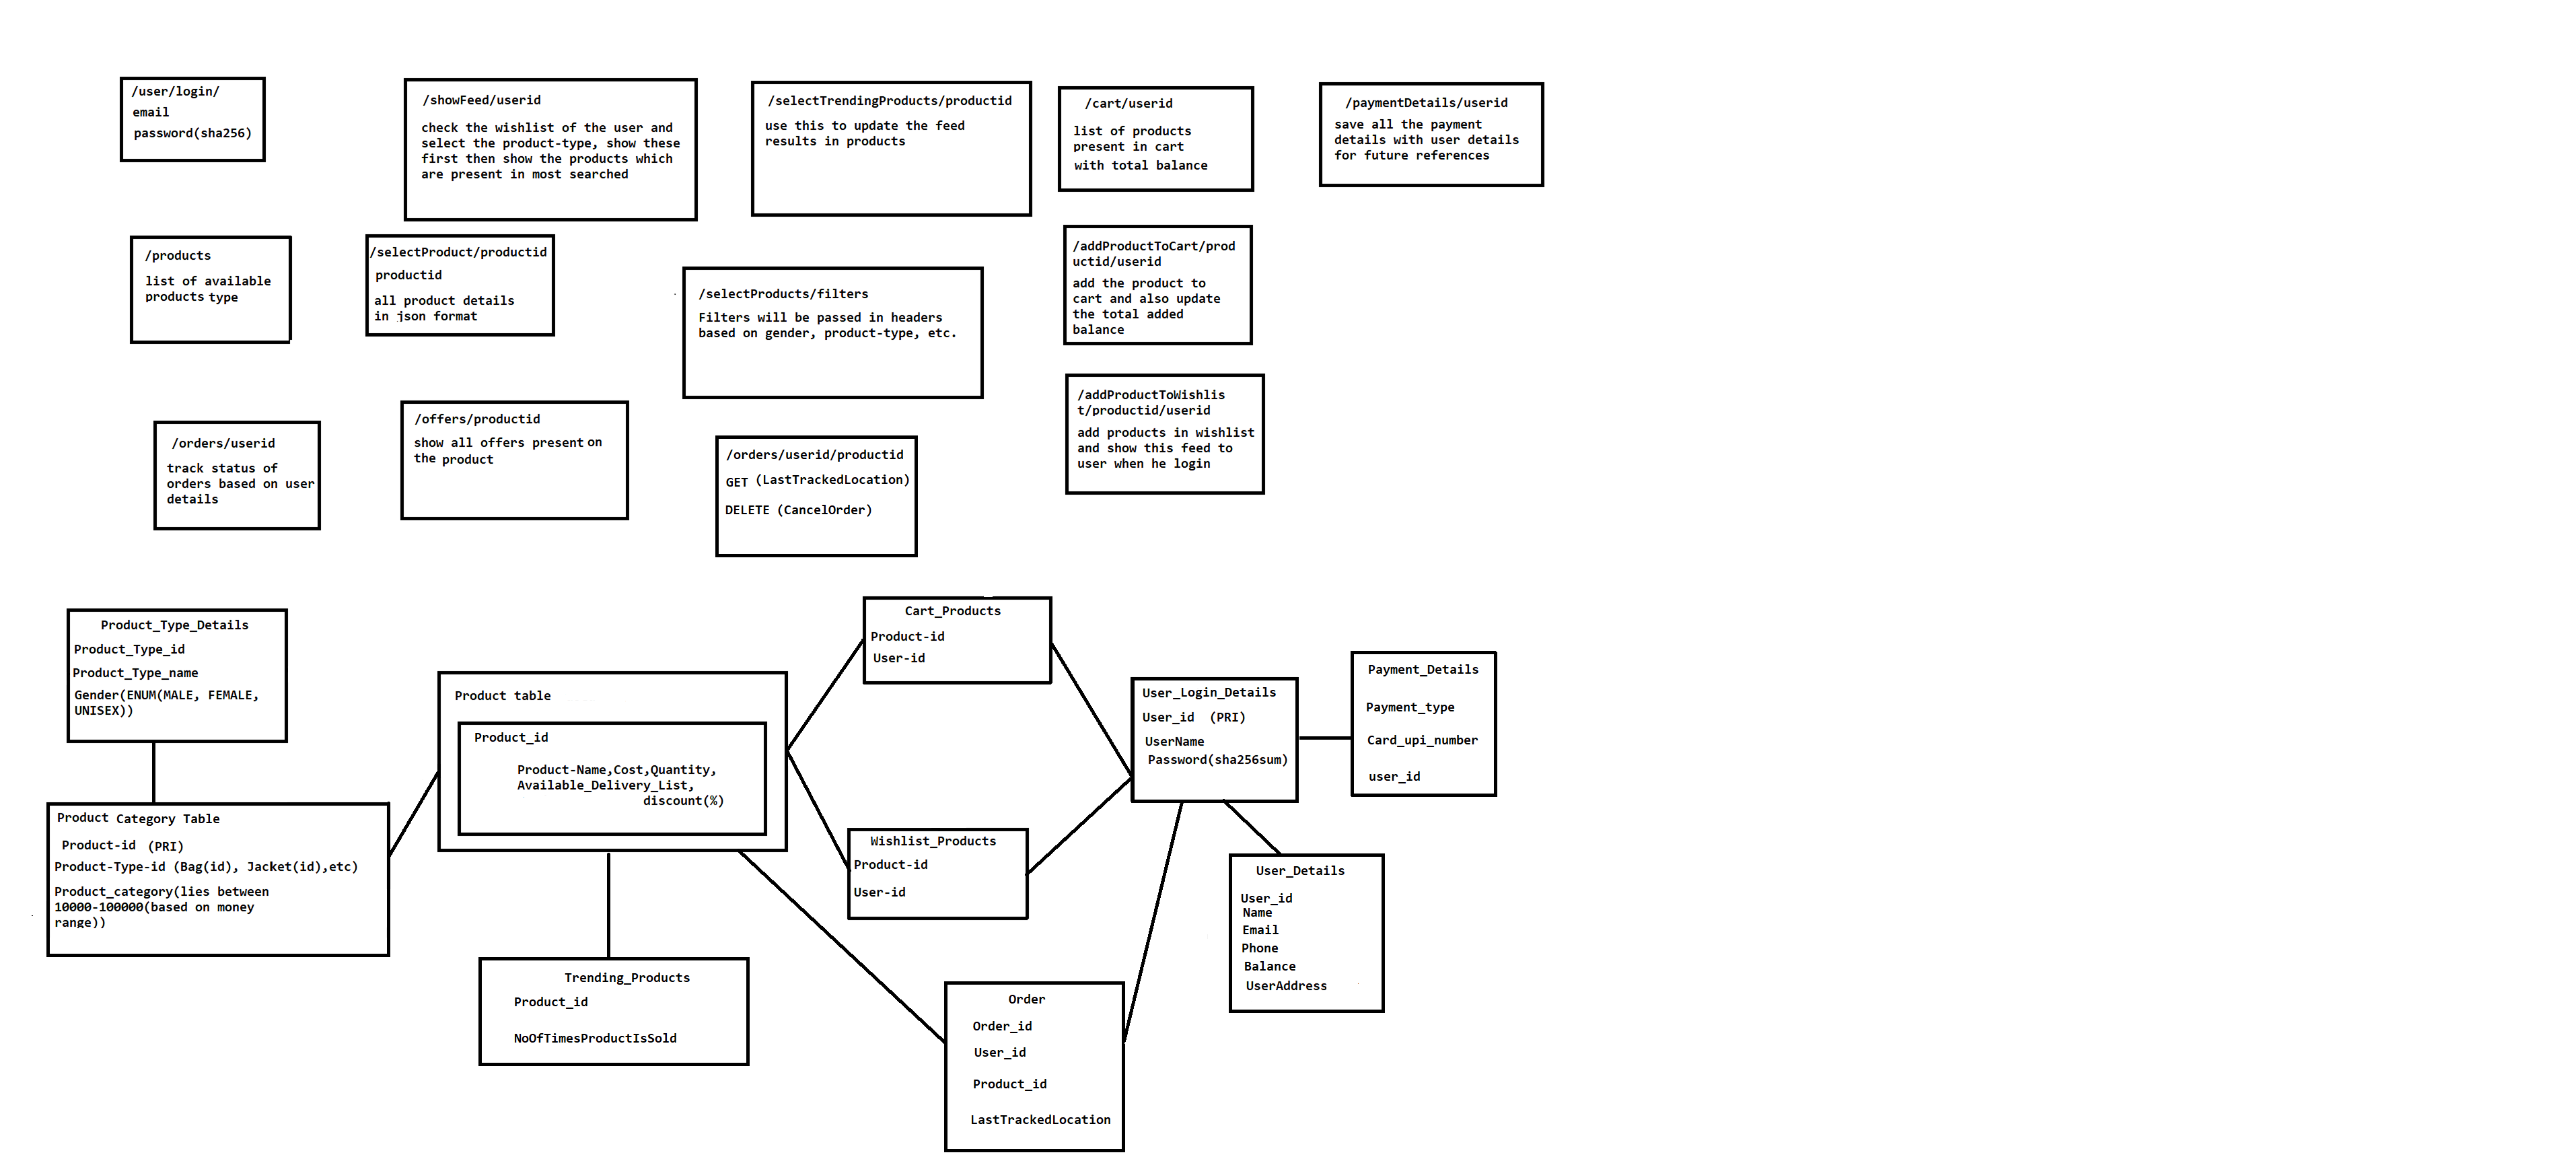 /user/login/
email
password(sha256)
/showFeed/userid
check the wishlist of the user and
select the product-type, show these
first then show the products which
are present in most searched
/selectTrendingProducts/productid
use this to update the feed
results in products
/cart/userid
list of products
present in cart
with total balance
/paymentDetails/userid
save all the payment
details with user details
for future references
/products
list of available
products type
/selectProduct/productid
productid
all product details
in json format
/selectProducts/filters
Filters will be passed in headers
based on gender, product-type, etc.
/addProductToCart/prod
uctid/userid
add the product to
cart and also update
the total added
balance
/orders/userid
track status of
orders based on user
details
/offers/productid
show all offers present on
the product
/orders/userid/productid
GET (LastTrackedLocation)
DELETE (CancelOrder)
/addProductToWishlis
t/productid/userid
add products in wishlist
and show this feed to
user when he login
Product_Type_Details
Product_Type_id
Product_Type_name
Gender(ENUM(MALE, FEMALE,
UNISEX))
Product Category Table
Product-id (PRI)
Product-Type-id (Bag(id), Jacket(id),etc)
Product_category(lies between
10000-100000(based on money
range))
Product table
Product_id
Product-Name,Cost,Quantity,
Available_Delivery_List,
discount(%)
Trending_Products
Product_id
NoOfTimesProductIsSold
Cart_Products
Product-id
User-id
Wishlist_Products
Product-id
User-id
Order
Order_id
User_id
Product_id
LastTrackedLocation
User_Login_Details
User_id (PRI)
UserName
Password(sha256sum)
Payment_Details
Payment_type
Card_upi_number
user_id
User_Details
User_id
Name
Email
Phone
Balance
UserAddress